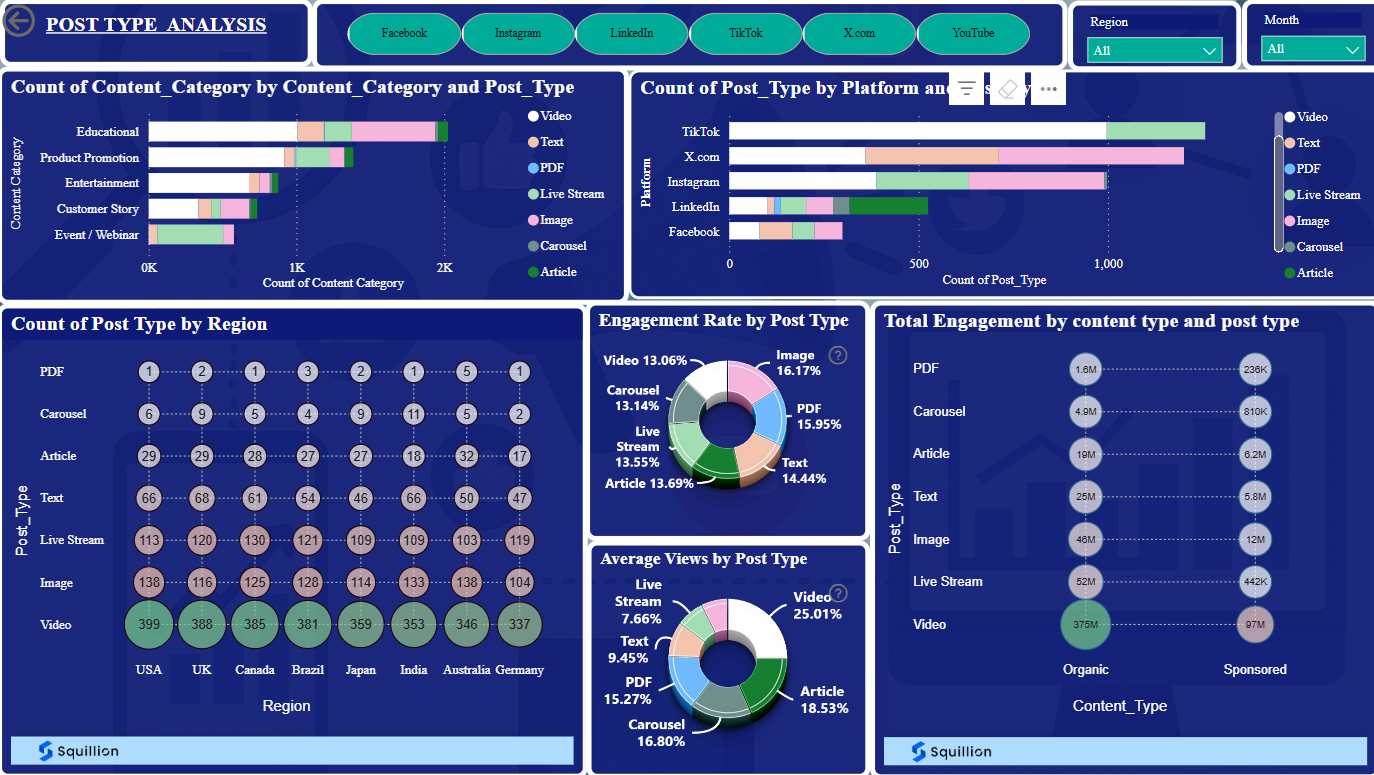 POST TYPE ANALYSIS
Facebook
Instagram
LinkedIn
TikTok
X.com
YouTube
Region
All
Month
All
Count of Content_Category by Content_Category and Post_Type
Content Category
Educational
Product Promotion
Entertainment
Customer Story
Event / Webinar
0K 1K 2K
Count of Content Category
Video
Text
PDF
Live Stream
Image
Carousel
Article
Count of Post_Type by Platform and
Platform
TikTok
X.com
Instagram
LinkedIn
Facebook
0 500 1,000
Count of Post_Type
Video
Text
PDF
Live Stream
Image
Carousel
Article
Count of Post Type by Region
Post_Type
PDF 1 2 1 3 2 1 5 1
Carousel 6 9 5 4 9 11 5 2
Article 29 29 28 27 27 18 32 17
Text 66 68 61 54 46 66 50 47
Live Stream 113 120 130 121 109 109 103 119
Image 138 116 125 128 114 133 138 104
Video 399 388 385 381 359 353 346 337
USA UK Canada Brazil Japan India Australia Germany
Region
Squillion
Engagement Rate by Post Type
?
Video 13.06%
Image
16.17%
Carousel
13.14%
PDF
15.95%
Live
Stream
13.55%
Text
14.44%
Article 13.69%
Average Views by Post Type
?
Live
Stream
7.66%
Video
25.01%
Text
9.45%
PDF
15.27%
Article
18.53%
Carousel
16.80%
Total Engagement by content type and post type
Post_Type
PDF 1.6M 236K
Carousel 4.9M 810K
Article 19M 6.2M
Text 25M 5.8M
Image 46M 12M
Live Stream 52M 442K
Video 375M 97M
Organic Sponsored
Content_Type
Squillion